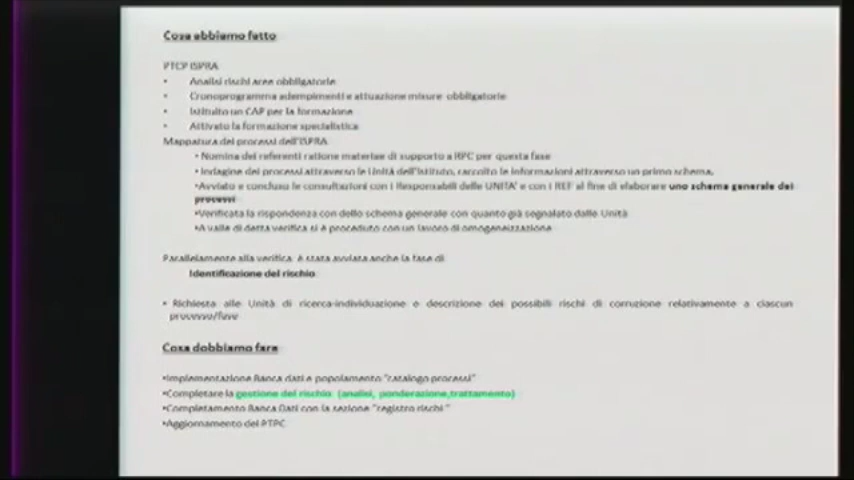 Cosa abbiamo fatto
PTCP ISPRA
• Analisi rischi aree obbligatorie
• Cronoprogramma adempimenti e attuazione misure obbligatorie
• Istituito un CAP per la formazione
• Attivato la formazione specialistica
Mappatura dei processi dell'ISPRA
• Nomina dei referenti ratione materiae di supporto a RPC per questa fase
• Indagine dei processi attraverso le Unità dell'Istituto, raccolto le informazioni attraverso un primo schema.
•Avviato e concluso le consultazioni con i Responsabili delle UNITA' e con i REF al fine di elaborare uno schema generale dei
processi
•Verificata la rispondenza con dello schema generale con quanto già segnalato dalle Unità
•A valle di detta verifica si è proceduto con un lavoro di omogeneizzazione
Parallelamente alla verifica è stata avviata anche la fase di
Identificazione del rischio
• Richiesta alle Unità di ricerca-individuazione e descrizione dei possibili rischi di corruzione relativamente a ciascun
processo/fase
Cosa dobbiamo fare
•Implementazione Banca dati e popolamento "catalogo processi"
•Completare la gestione del rischio (analisi, ponderazione,trattamento)
•Completamento Banca Dati con la sezione "registro rischi "
•Aggiornamento del PTPC